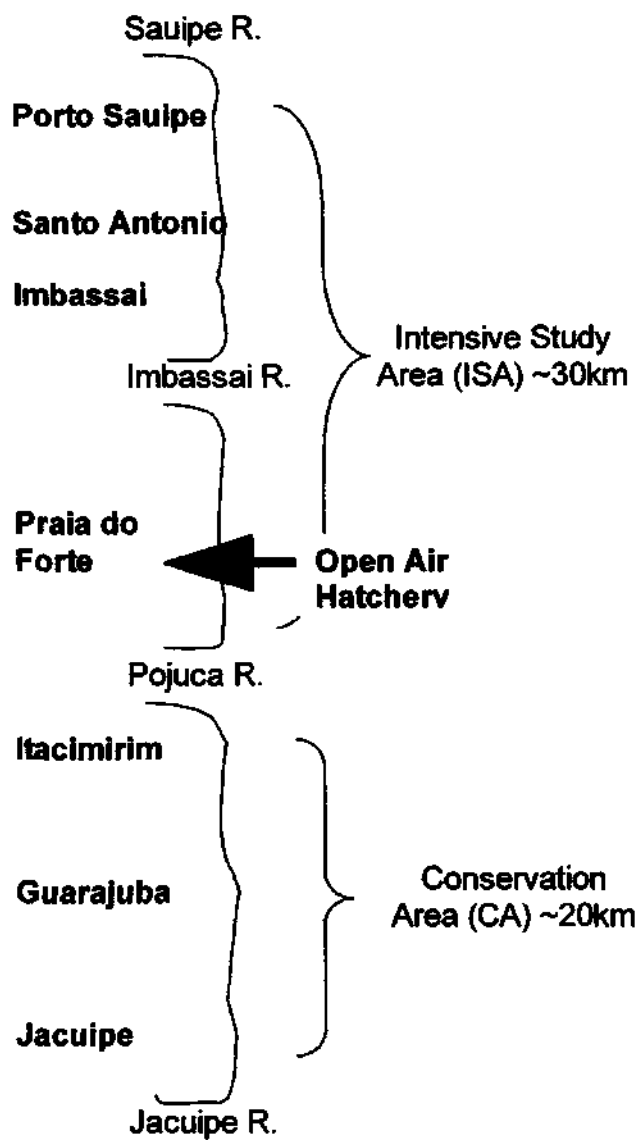 Sauipe R.
Porto Sauipe
Santo Antonio
Imbassai
Intensive Study
Area (ISA) ~30km
Imbassai R.
Praia do
Forte
Open Air
Hatcherv
Pojuca R.
Itacimirim
Guarajuba
Conservation
Area (CA) ~20km
Jacuipe
Jacuipe R.